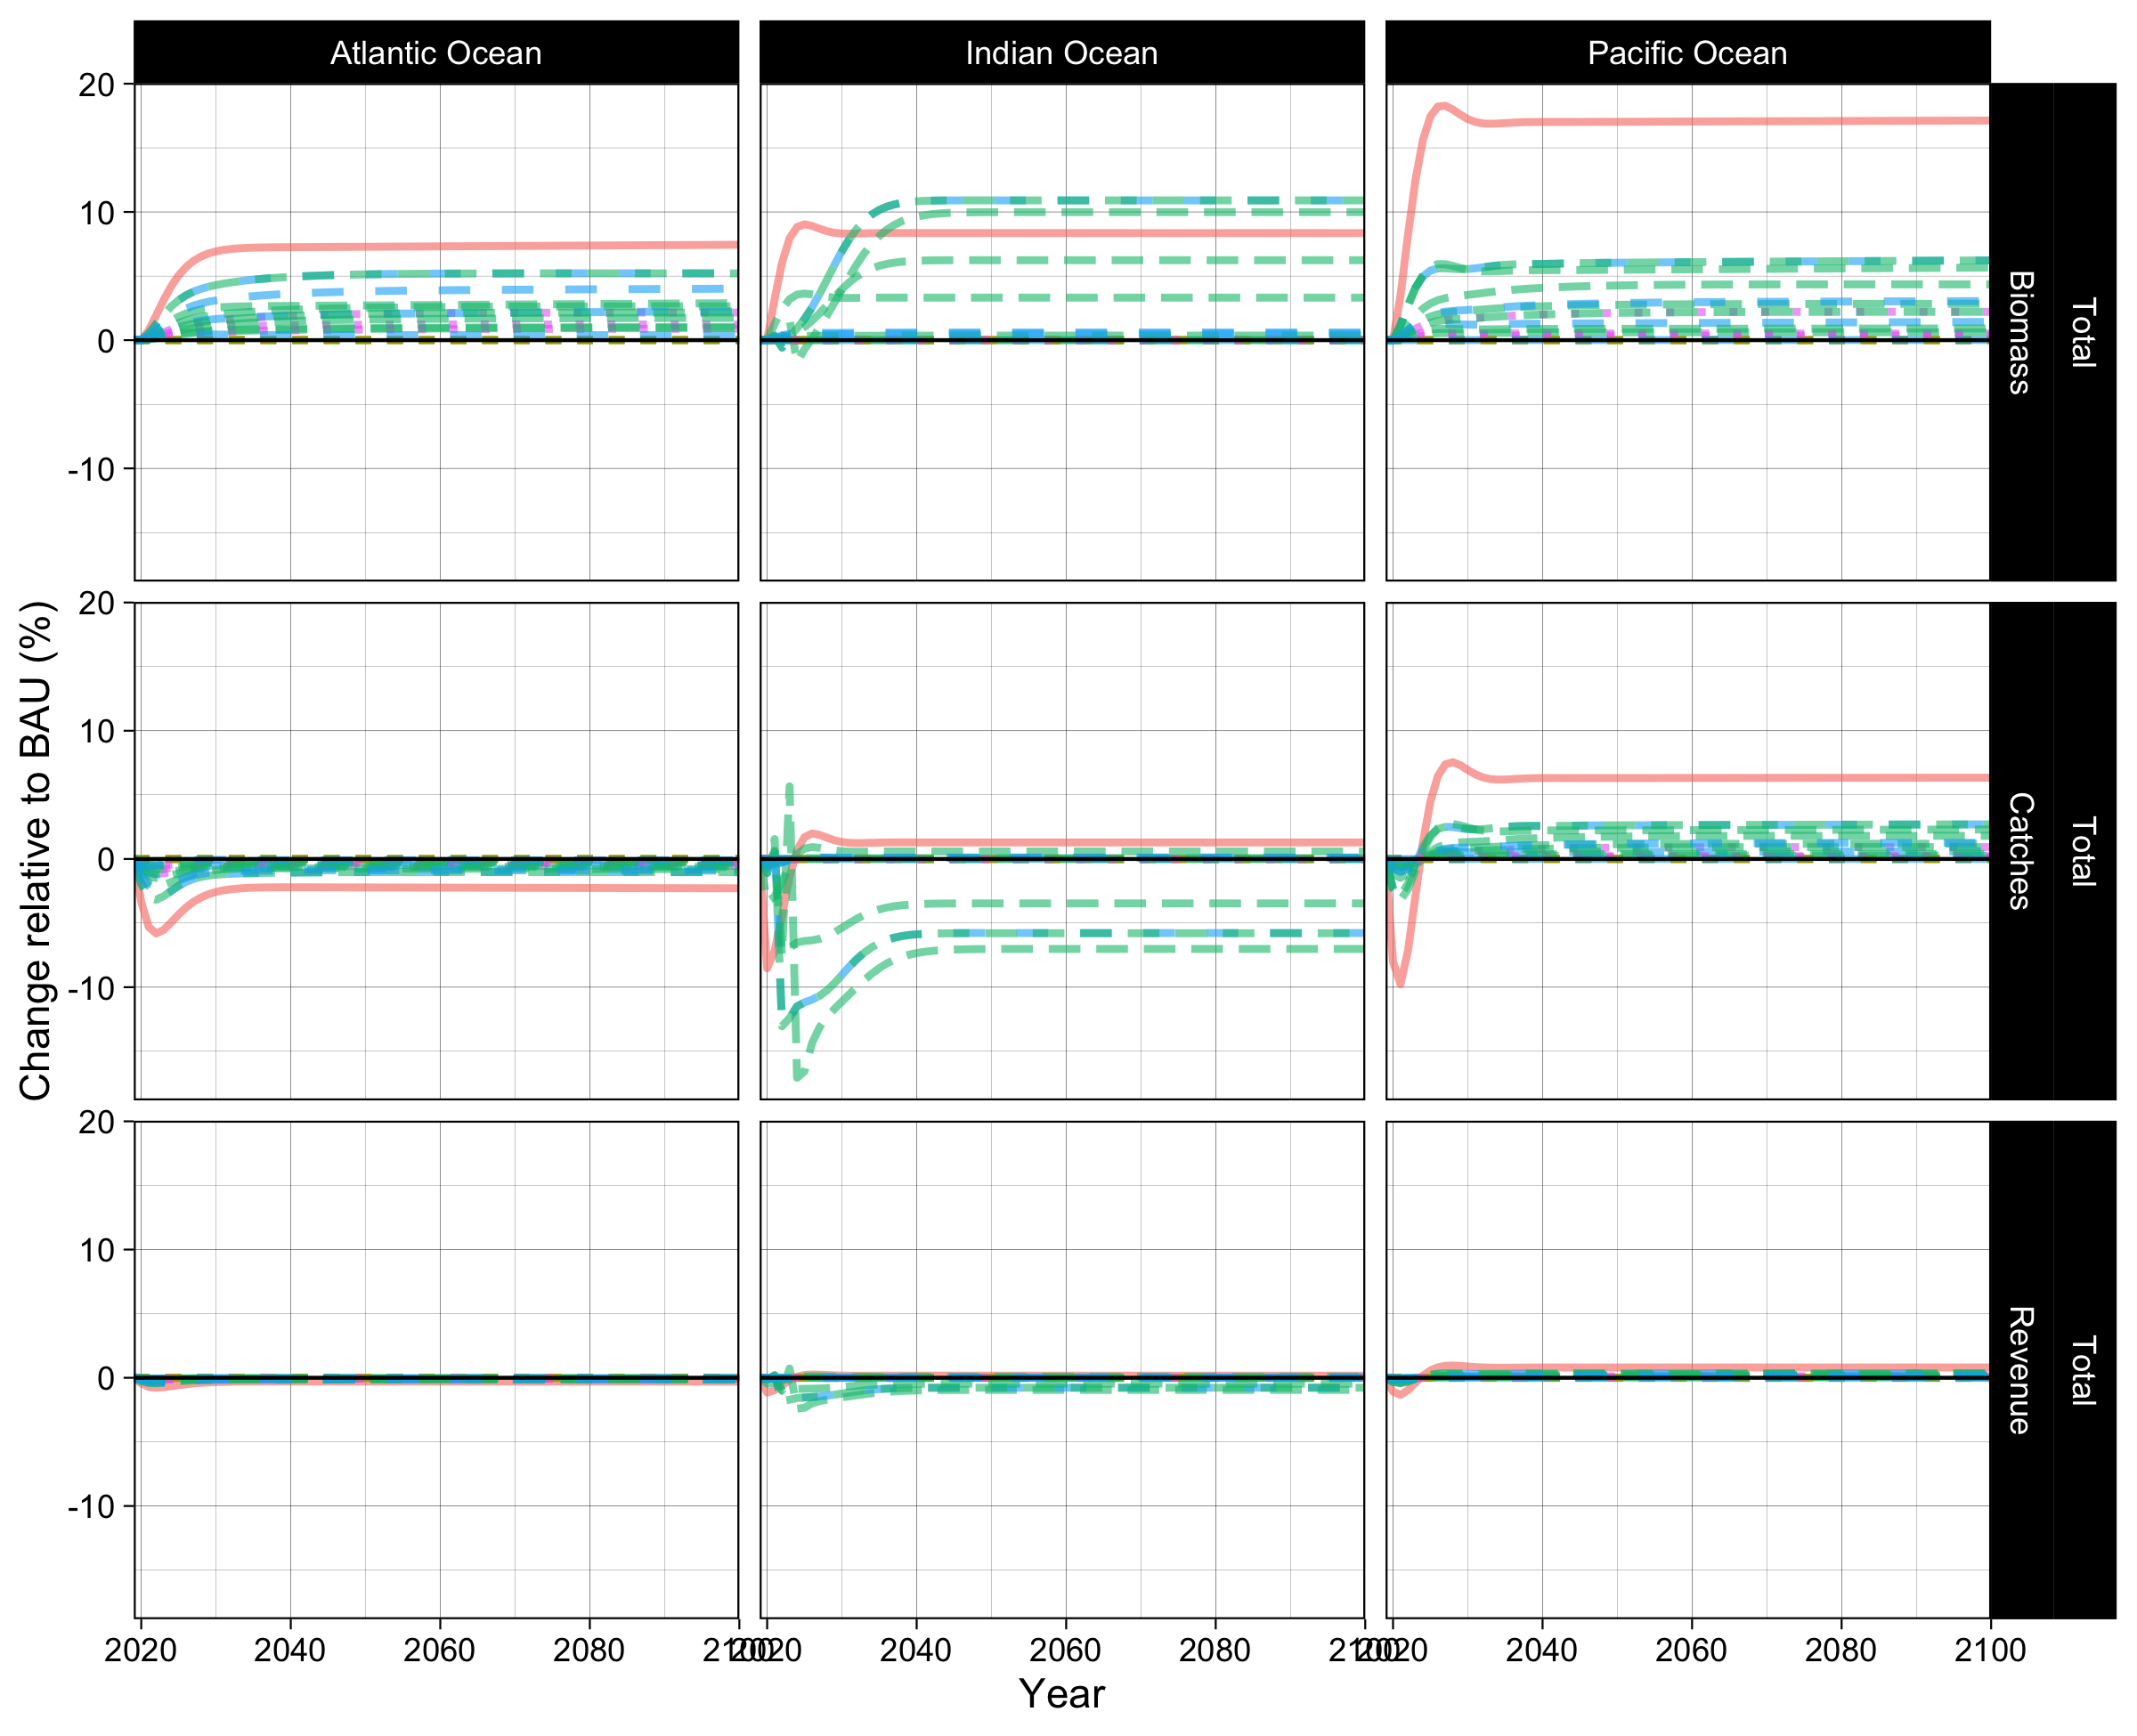 Atlantic Ocean
Indian Ocean
Pacific Ocean
20
10
0
-10
Biomass
Total
20
10
0
-10
Catches
Total
20
10
0
-10
Revenue
Total
Change relative to BAU (%)
2020 2040 2060 2080 2100
2020 2040 2060 2080 2100
2020 2040 2060 2080 2100
Year